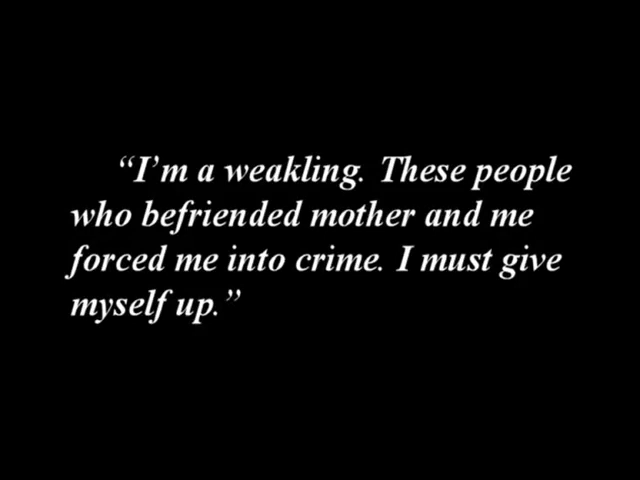 “I’m a weakling. These people
who befriended mother and me
forced me into crime. I must give
myself up.”